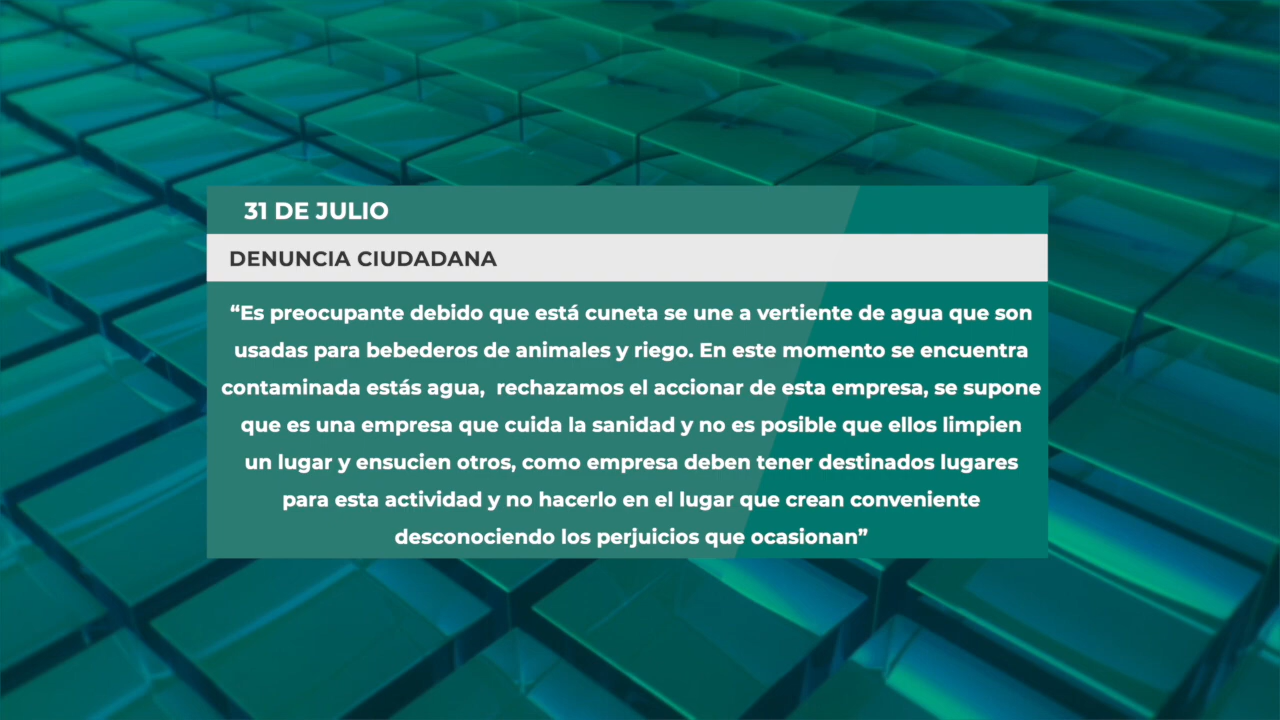 31 DE JULIO
DENUNCIA CIUDADANA
“Es preocupante debido que está cuneta se une a vertiente de agua que son
usadas para bebederos de animales y riego. En este momento se encuentra
contaminada estás agua,  rechazamos el accionar de esta empresa, se supone
que es una empresa que cuida la sanidad y no es posible que ellos limpien
un lugar y ensucien otros, como empresa deben tener destinados lugares
para esta actividad y no hacerlo en el lugar que crean conveniente
desconociendo los perjuicios que ocasionan”